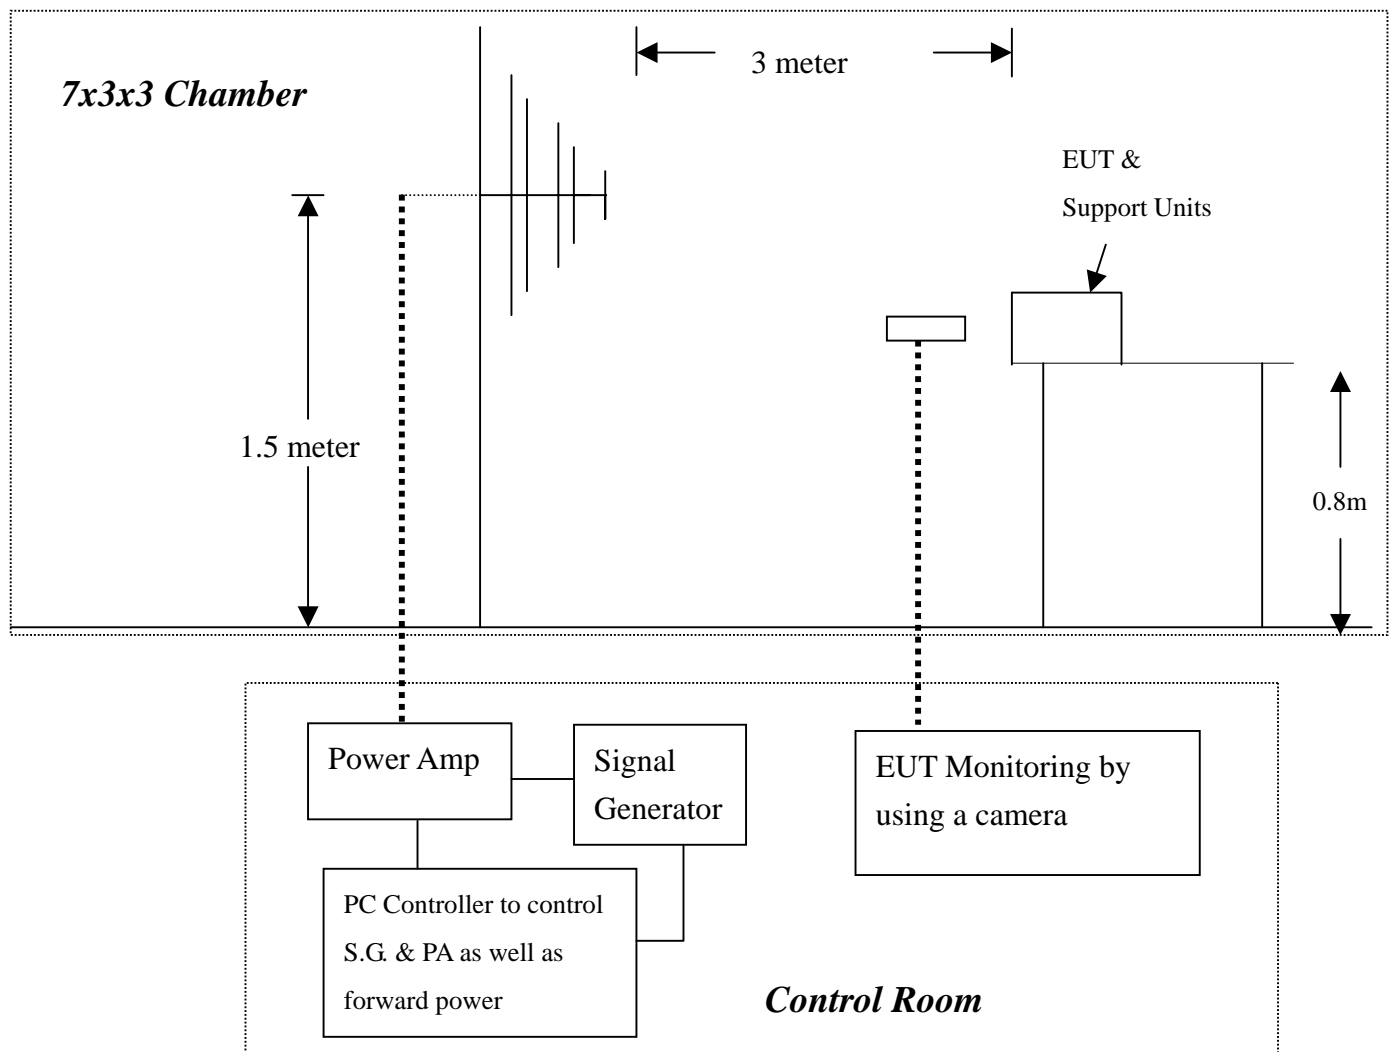 7x3x3 Chamber
3 meter
EUT &
Support Units
1.5 meter
0.8m
Power Amp
Signal
Generator
EUT Monitoring by
using a camera
PC Controller to control
S.G. & PA as well as
forward power
Control Room